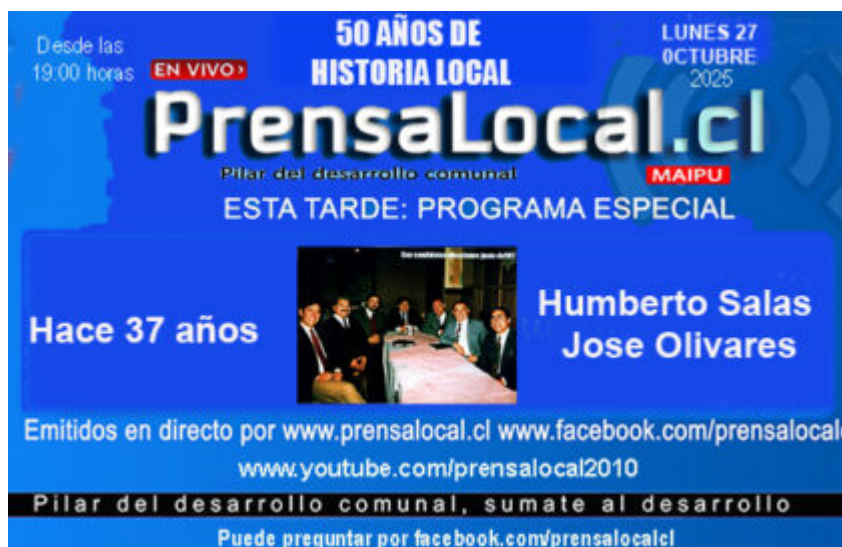 Desde las
19:00 horas
EN VIVO›
50 AÑOS DE
HISTORIA LOCAL
LUNES 27
OCTUBRE
2025
PrensaLocal.cl
Pilar del desarrollo comunal
MAIPU
ESTA TARDE: PROGRAMA ESPECIAL
Hace 37 años
Humberto Salas
Jose Olivares
Emitidos en directo por www.prensalocal.cl www.facebook.com/prensalocal
www.youtube.com/prensalocal2010
Pilar del desarrollo comunal, sumate al desarrollo
Puede preguntar por facebook.com/prensalocalcl